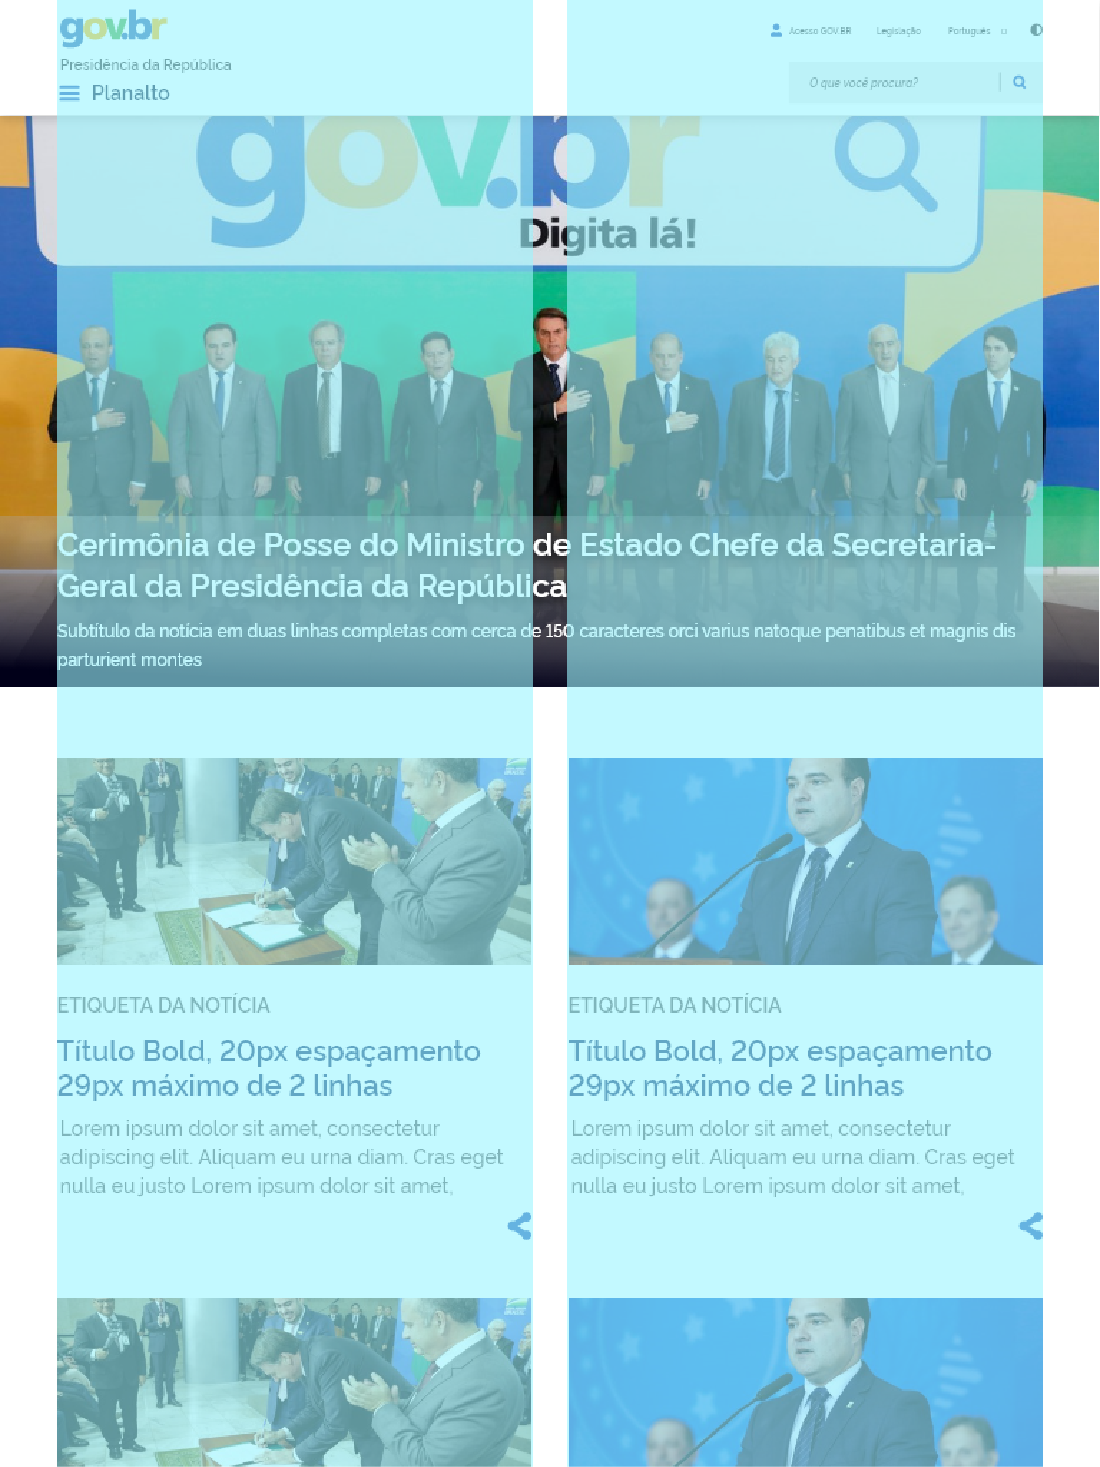 gov.br
Acesso GOV.BR
Legislação
Português
Presidência da República
Planalto
O que você procura?
gov.br
Digita lá!
Cerimônia de Posse do Ministro de Estado Chefe da Secretaria-
Geral da Presidência da República
Subtítulo da notícia em duas linhas completas com cerca de 150 caracteres orci varius natoque penatibus et magnis dis
parturient montes
ETIQUETA DA NOTÍCIA
Título Bold, 20px espaçamento
29px máximo de 2 linhas
Lorem ipsum dolor sit amet, consectetur
adipiscing elit. Aliquam eu urna diam. Cras eget
nulla eu justo Lorem ipsum dolor sit amet,
ETIQUETA DA NOTÍCIA
Título Bold, 20px espaçamento
29px máximo de 2 linhas
Lorem ipsum dolor sit amet, consectetur
adipiscing elit. Aliquam eu urna diam. Cras eget
nulla eu justo Lorem ipsum dolor sit amet,